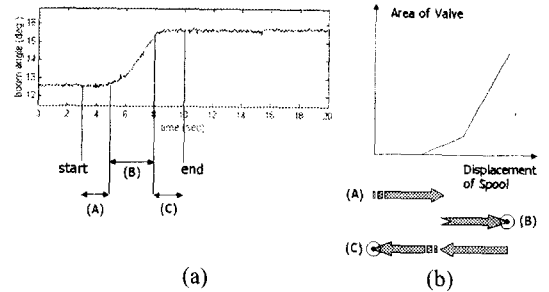 boom angle (deg.)
16
15
14
13
12
0 2 4 6 8 10 12 14 16 18 20
time (sec)
start
end
(A)
(B)
(C)
(a)
Area of Valve
Displacement
of Spool
(A)
(B)
(C)
(b)